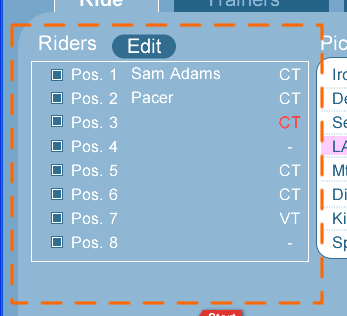 Ride Trainers
Riders Edit Pic
Pos. 1 Sam Adams CT
Pos. 2 Pacer CT
Pos. 3 CT
Pos. 4 -
Pos. 5 CT
Pos. 6 CT
Pos. 7 VT
Pos. 8 -
Iro
De
Se
LA
Mt
Di
Ki
Sp
Start